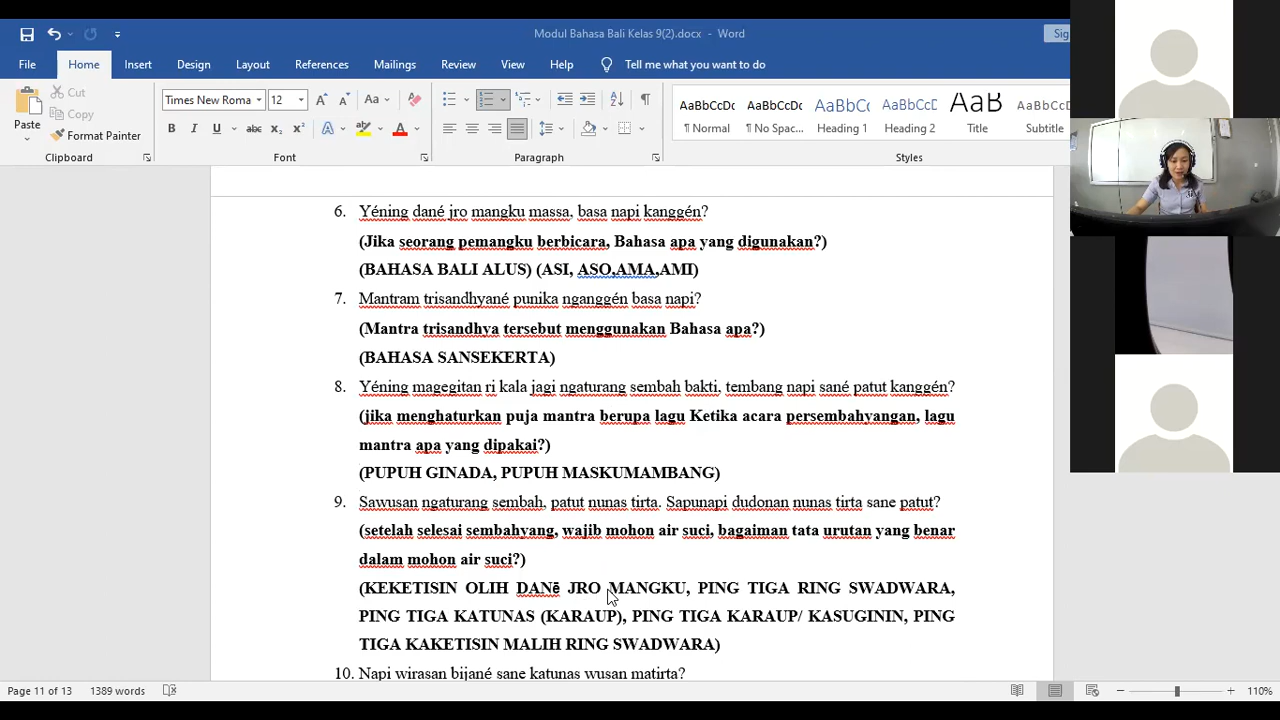 Modul Bahasa Bali Kelas 9(2).docx - Word
Sig
File Home Insert Design Layout References Mailings Review View Help Tell me what you want to do
Paste
Cut
Copy
Format Painter
Times New Roma 12
Aa
B I U abc x₂ x²
A A
AaBbCcDc AaBbCcDc AaBbCcD AaBbCcD AaB AaBbCcD
¶ Normal ¶ No Spac... Heading 1 Heading 2 Title Subtitle
Clipboard Font Paragraph Styles
6. Yéning dané jro mangku massa, basa napi kanggén?
(Jika seorang pemangku berbicara, Bahasa apa yang digunakan?)
(BAHASA BALI ALUS) (ASI, ASO,AMA,AMI)
7. Mantram trisandhyané punika nganggén basa napi?
(Mantra trisandhya tersebut menggunakan Bahasa apa?)
(BAHASA SANSEKERTA)
8. Yéning magegitan ri kala jagi ngaturang sembah bakti, tembang napi sané patut kanggén?
(jika menghaturkan puja mantra berupa lagu Ketika acara persembahyangan, lagu
mantra apa yang dipakai?)
(PUPUH GINADA, PUPUH MASKUMAMBANG)
9. Sawusan ngaturang sembah, patut nunas tirta. Sapunapi dudonan nunas tirta sane patut?
(setelah selesai sembahyang, wajib mohon air suci, bagaiman tata urutan yang benar
dalam mohon air suci?)
(KEKETISIN OLIH DANē JRO MANGKU, PING TIGA RING SWADWARA,
PING TIGA KATUNAS (KARAUP), PING TIGA KARAUP/ KASUGININ, PING
TIGA KAKETISIN MALIH RING SWADWARA)
10. Napi wirasan bijané sane katunas wusan matirta?
Page 11 of 13 1389 words 110%